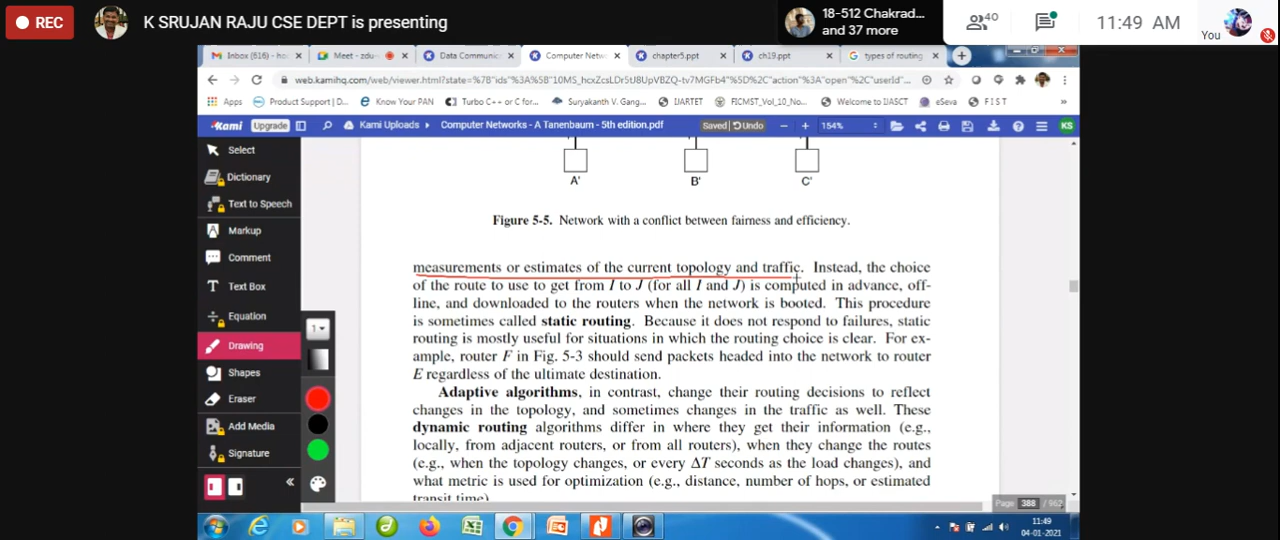 REC
K SRUJAN RAJU CSE DEPT is presenting
18-512 Chakrad...
and 37 more
40
11:49 AM
You
Inbox (616) - ho
Meet - zdu-
Data Communic
Computer Netw
chapter5.ppt
ch19.ppt
types of routing
web.kamihq.com/web/viewer.html?state=%7B"ids"%3A%5B"10MS_hcxZcsLDr5tJ8UpVBZQ-tv7MGFb4"%5D%2C"action"%3A"open"%2C"userId"...
Apps
Product Support | D...
Know Your PAN
Turbo C++ or C for...
Suryakanth V. Gang...
IJARTET
FICMST_Vol_10_No...
Welcome to IJASCT
eSeva
F I S T
»
Kami
Upgrade
Kami Uploads
Computer Networks - A Tanenbaum - 5th edition.pdf
Saved
Undo
154%
KS
Select
Dictionary
Text to Speech
Markup
Comment
Text Box
Equation
Drawing
Shapes
Eraser
Add Media
Signature
1
A'
B'
C'
Figure 5-5. Network with a conflict between fairness and efficiency.
measurements or estimates of the current topology and traffic. Instead, the choice
of the route to use to get from I to J (for all I and J) is computed in advance, off-
line, and downloaded to the routers when the network is booted. This procedure
is sometimes called static routing. Because it does not respond to failures, static
routing is mostly useful for situations in which the routing choice is clear. For ex-
ample, router F in Fig. 5-3 should send packets headed into the network to router
E regardless of the ultimate destination.
Adaptive algorithms, in contrast, change their routing decisions to reflect
changes in the topology, and sometimes changes in the traffic as well. These
dynamic routing algorithms differ in where they get their information (e.g.,
locally, from adjacent routers, or from all routers), when they change the routes
(e.g., when the topology changes, or every ΔT seconds as the load changes), and
what metric is used for optimization (e.g., distance, number of hops, or estimated
transit time).
Page 388 / 962
11:49
04-01-2021